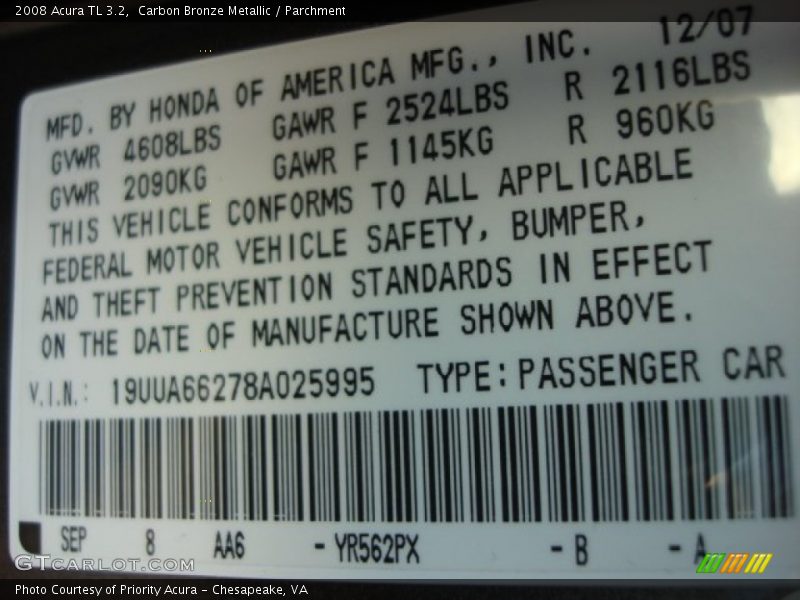 2008 Acura TL 3.2, Carbon Bronze Metallic / Parchment
12/07
MFD. BY HONDA OF AMERICA MFG., INC.
GVWR 4608LBS GAWR F 2524LBS R 2116LBS
GVWR 2090KG GAWR F 1145KG R 960KG
THIS VEHICLE CONFORMS TO ALL APPLICABLE
FEDERAL MOTOR VEHICLE SAFETY, BUMPER,
AND THEFT PREVENTION STANDARDS IN EFFECT
ON THE DATE OF MANUFACTURE SHOWN ABOVE.
V.I.N.: 19UUA66278A025995 TYPE:PASSENGER CAR
SEP 8 AA6 -YR562PX -B -A
GTCARLOT.COM
Photo Courtesy of Priority Acura - Chesapeake, VA